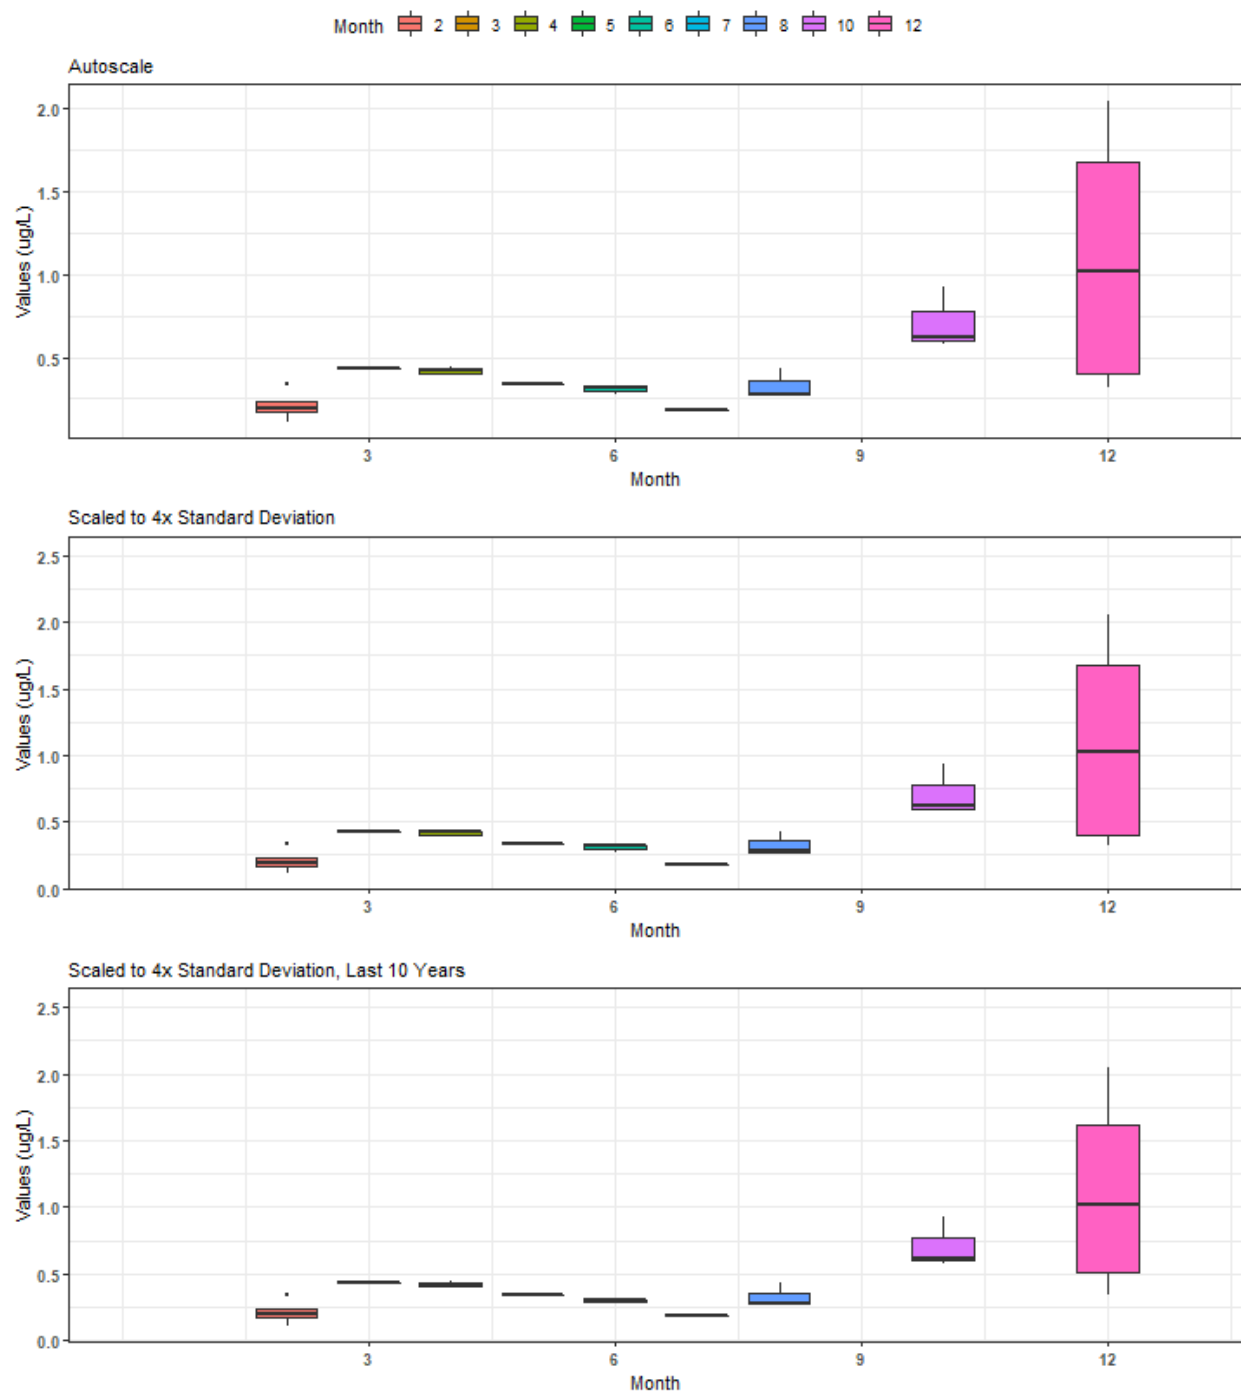 Month 2 3 4 5 6 7 8 10 12
Autoscale
Values (ug/L)
2.0
1.5
1.0
0.5
3 6 9 12
Month
Scaled to 4x Standard Deviation
Values (ug/L)
2.5
2.0
1.5
1.0
0.5
0.0
3 6 9 12
Month
Scaled to 4x Standard Deviation, Last 10 Years
Values (ug/L)
2.5
2.0
1.5
1.0
0.5
0.0
3 6 9 12
Month